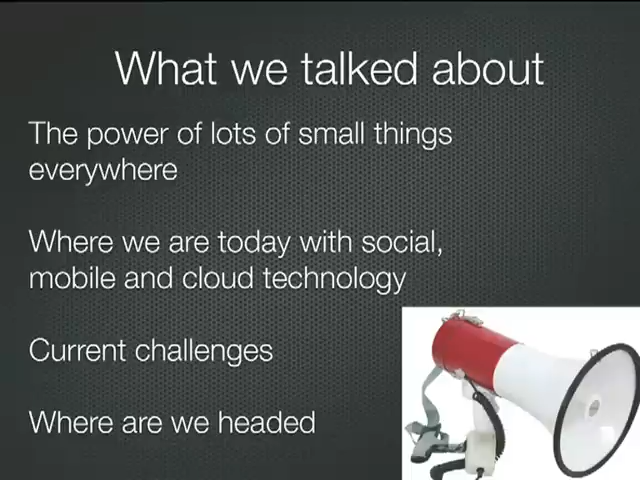 What we talked about
The power of lots of small things
everywhere
Where we are today with social,
mobile and cloud technology
Current challenges
Where are we headed